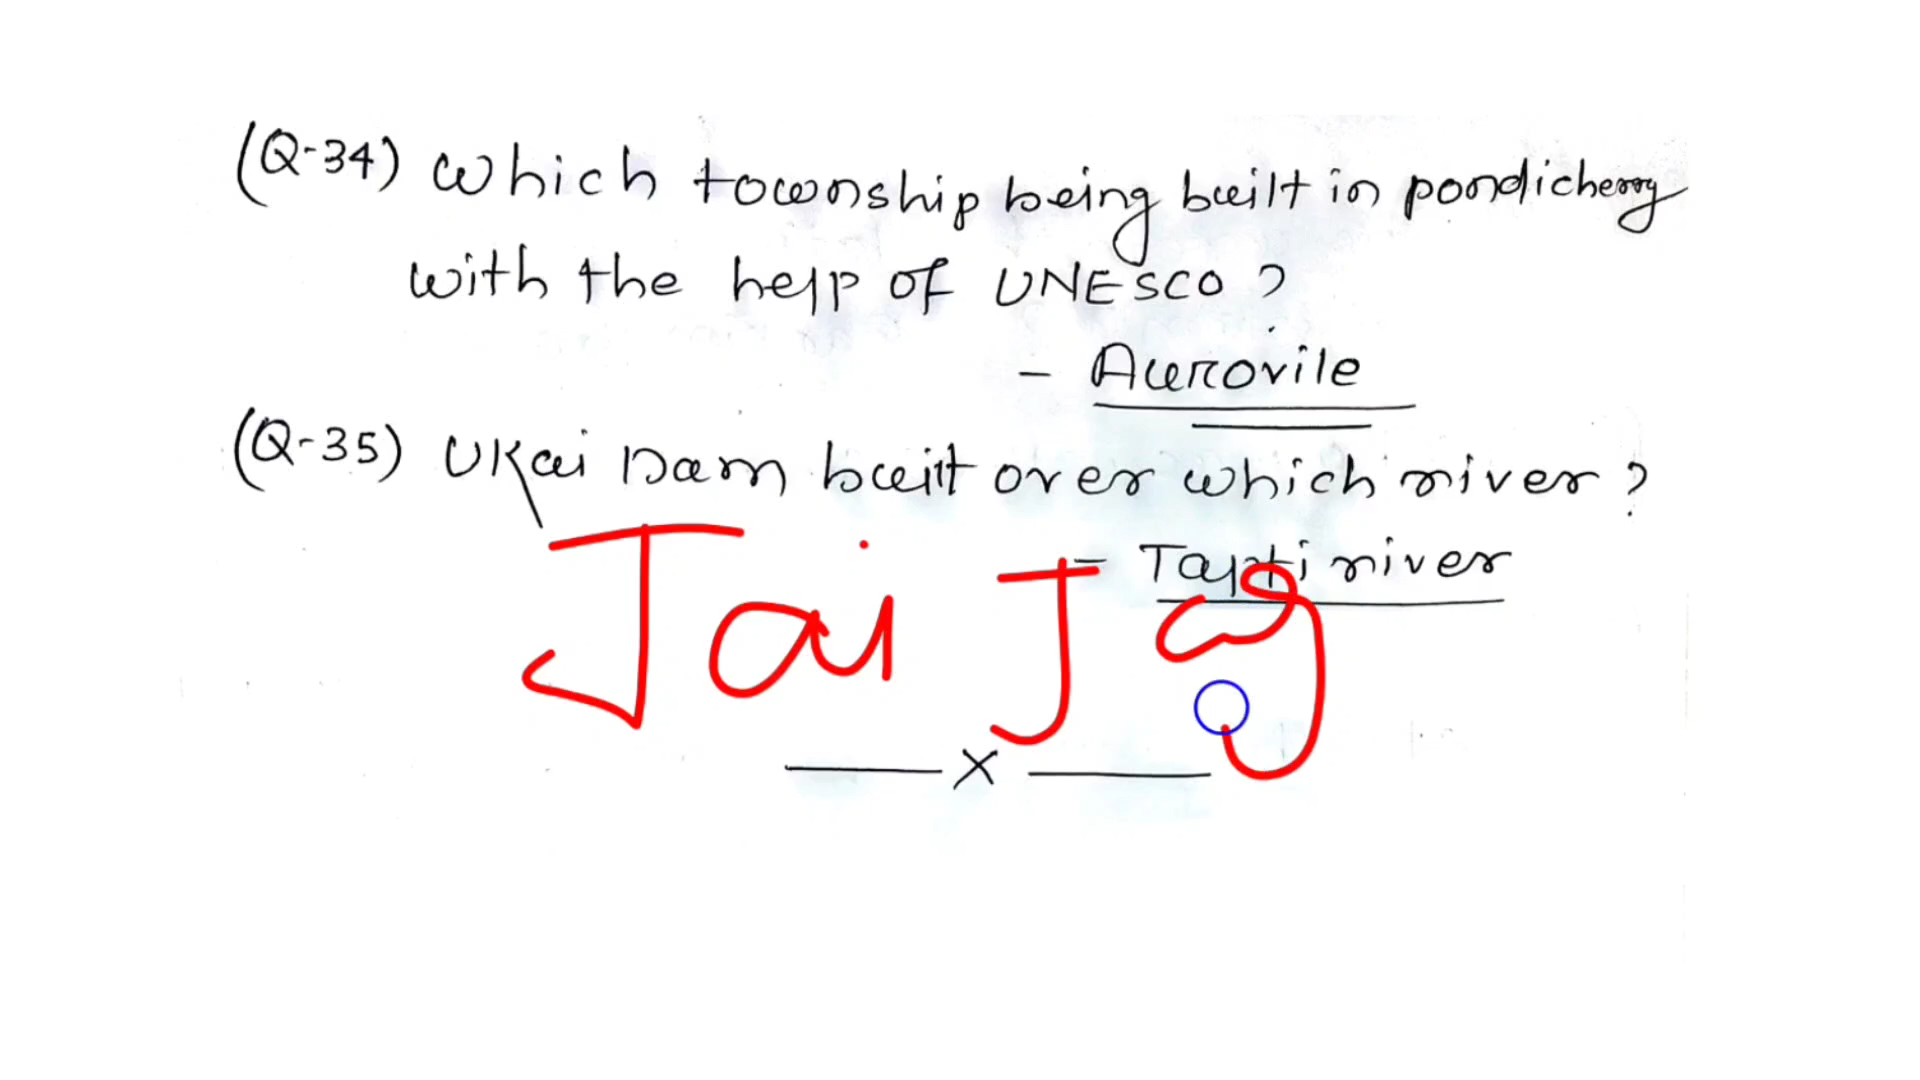 (Q-34) Which township being built in pondicherry
with the help of UNESCO ?
- Aurovile
(Q-35) Ukai Dam built over which river ?
- Tapti river
Jai Jag
X